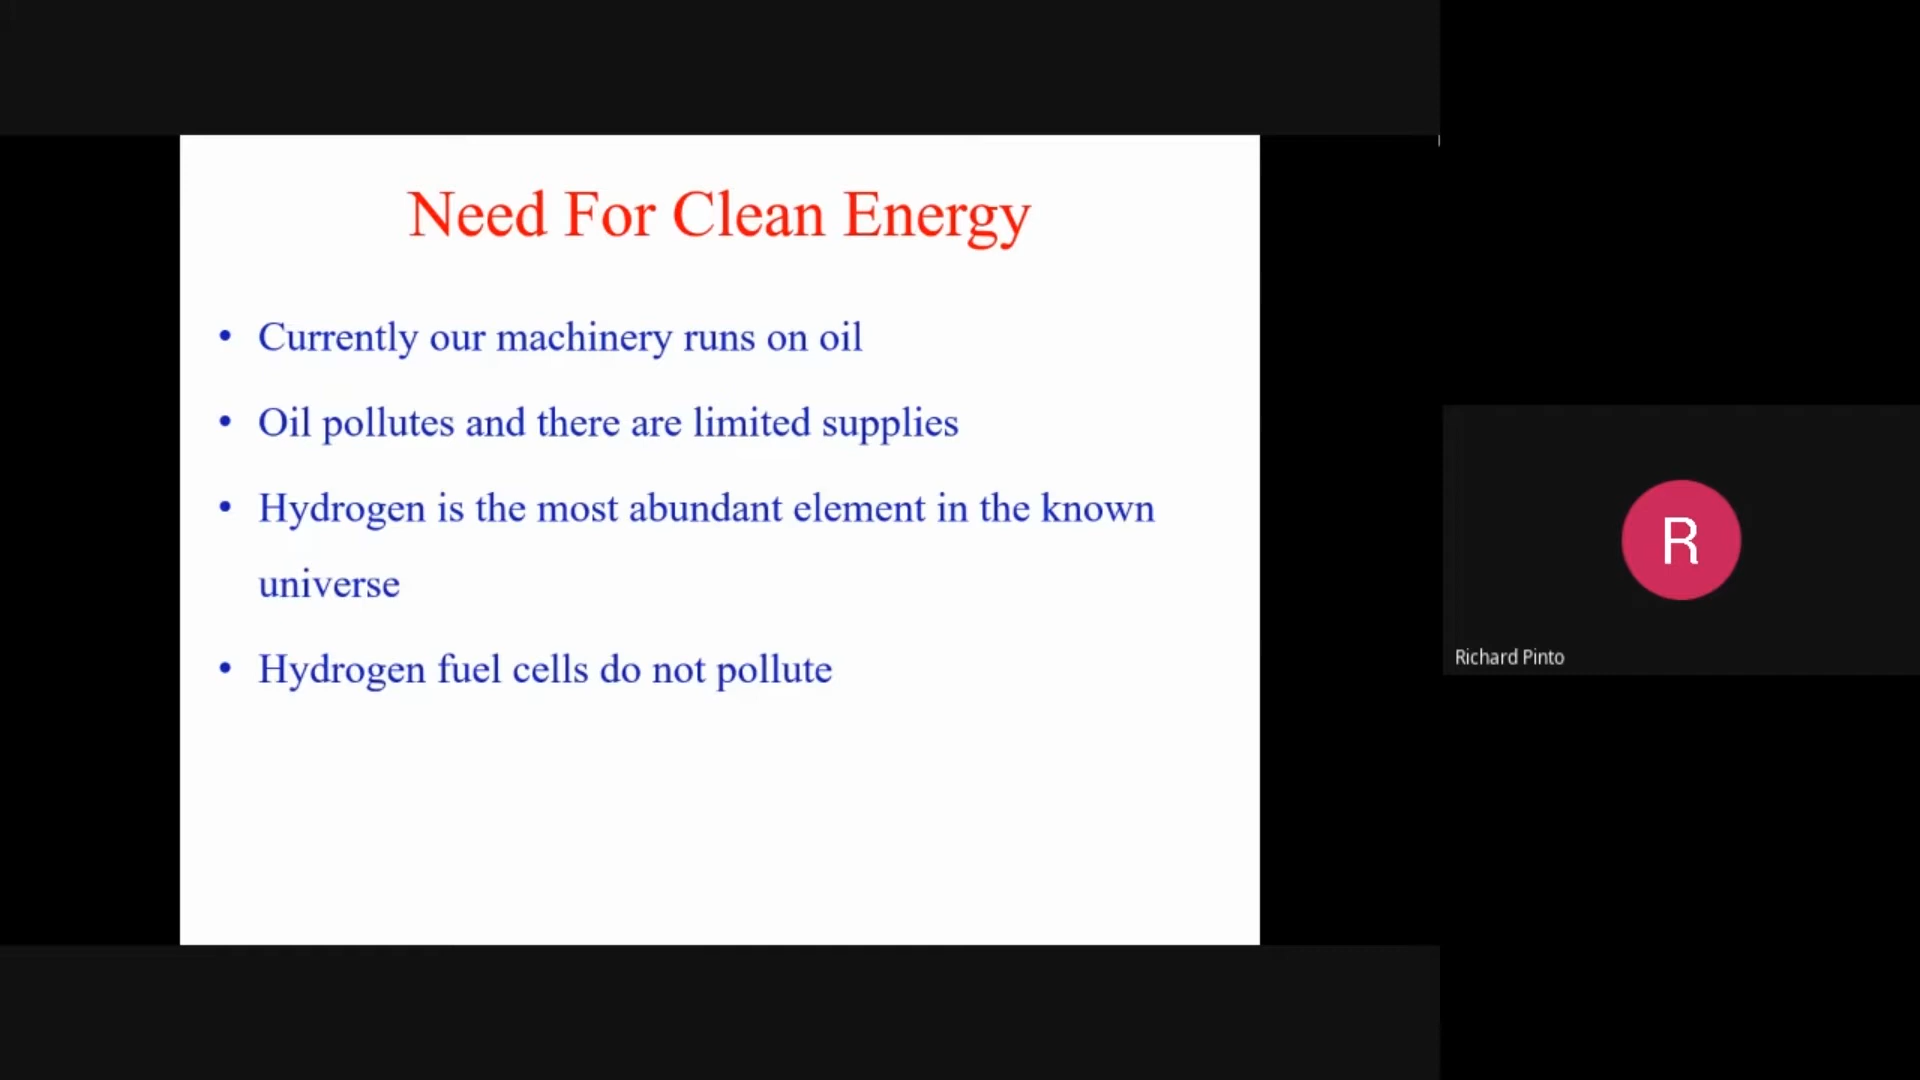 Need For Clean Energy
• Currently our machinery runs on oil
• Oil pollutes and there are limited supplies
• Hydrogen is the most abundant element in the known
universe
• Hydrogen fuel cells do not pollute
R
Richard Pinto